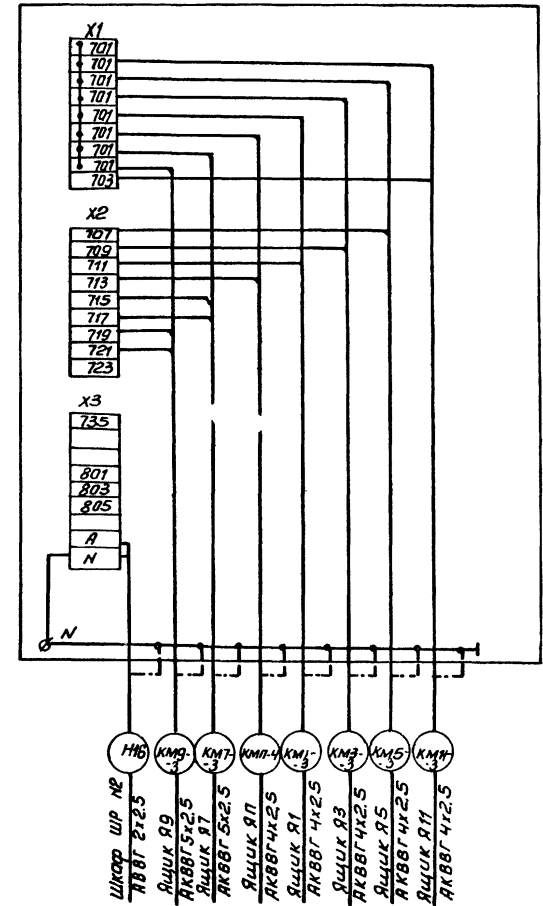 X1
701
701
701
701
701
701
701
701
703
X2
707
709
711
713
715
717
719
721
723
X3
735
801
803
805
А
N
N
Н16
КМ9-
-3
КМ7-
-3
КМП-4
КМ1-
-3
КМ3-
-3
КМ5-
КМ11-
-3
Шкаф ШР №2
АВВГ 2х2.5
Ящик Я9
АКВВГ 5х2.5
Ящик Я7
АКВВГ 5х2.5
Ящик ЯП
АКВВГ 4х2.5
Ящик Я1
АКВВГ 4х2.5
Ящик Я3
АКВВГ 4х2.5
Ящик Я5
АКВВГ 4х2.5
Ящик Я11
АКВВГ 4х2.5